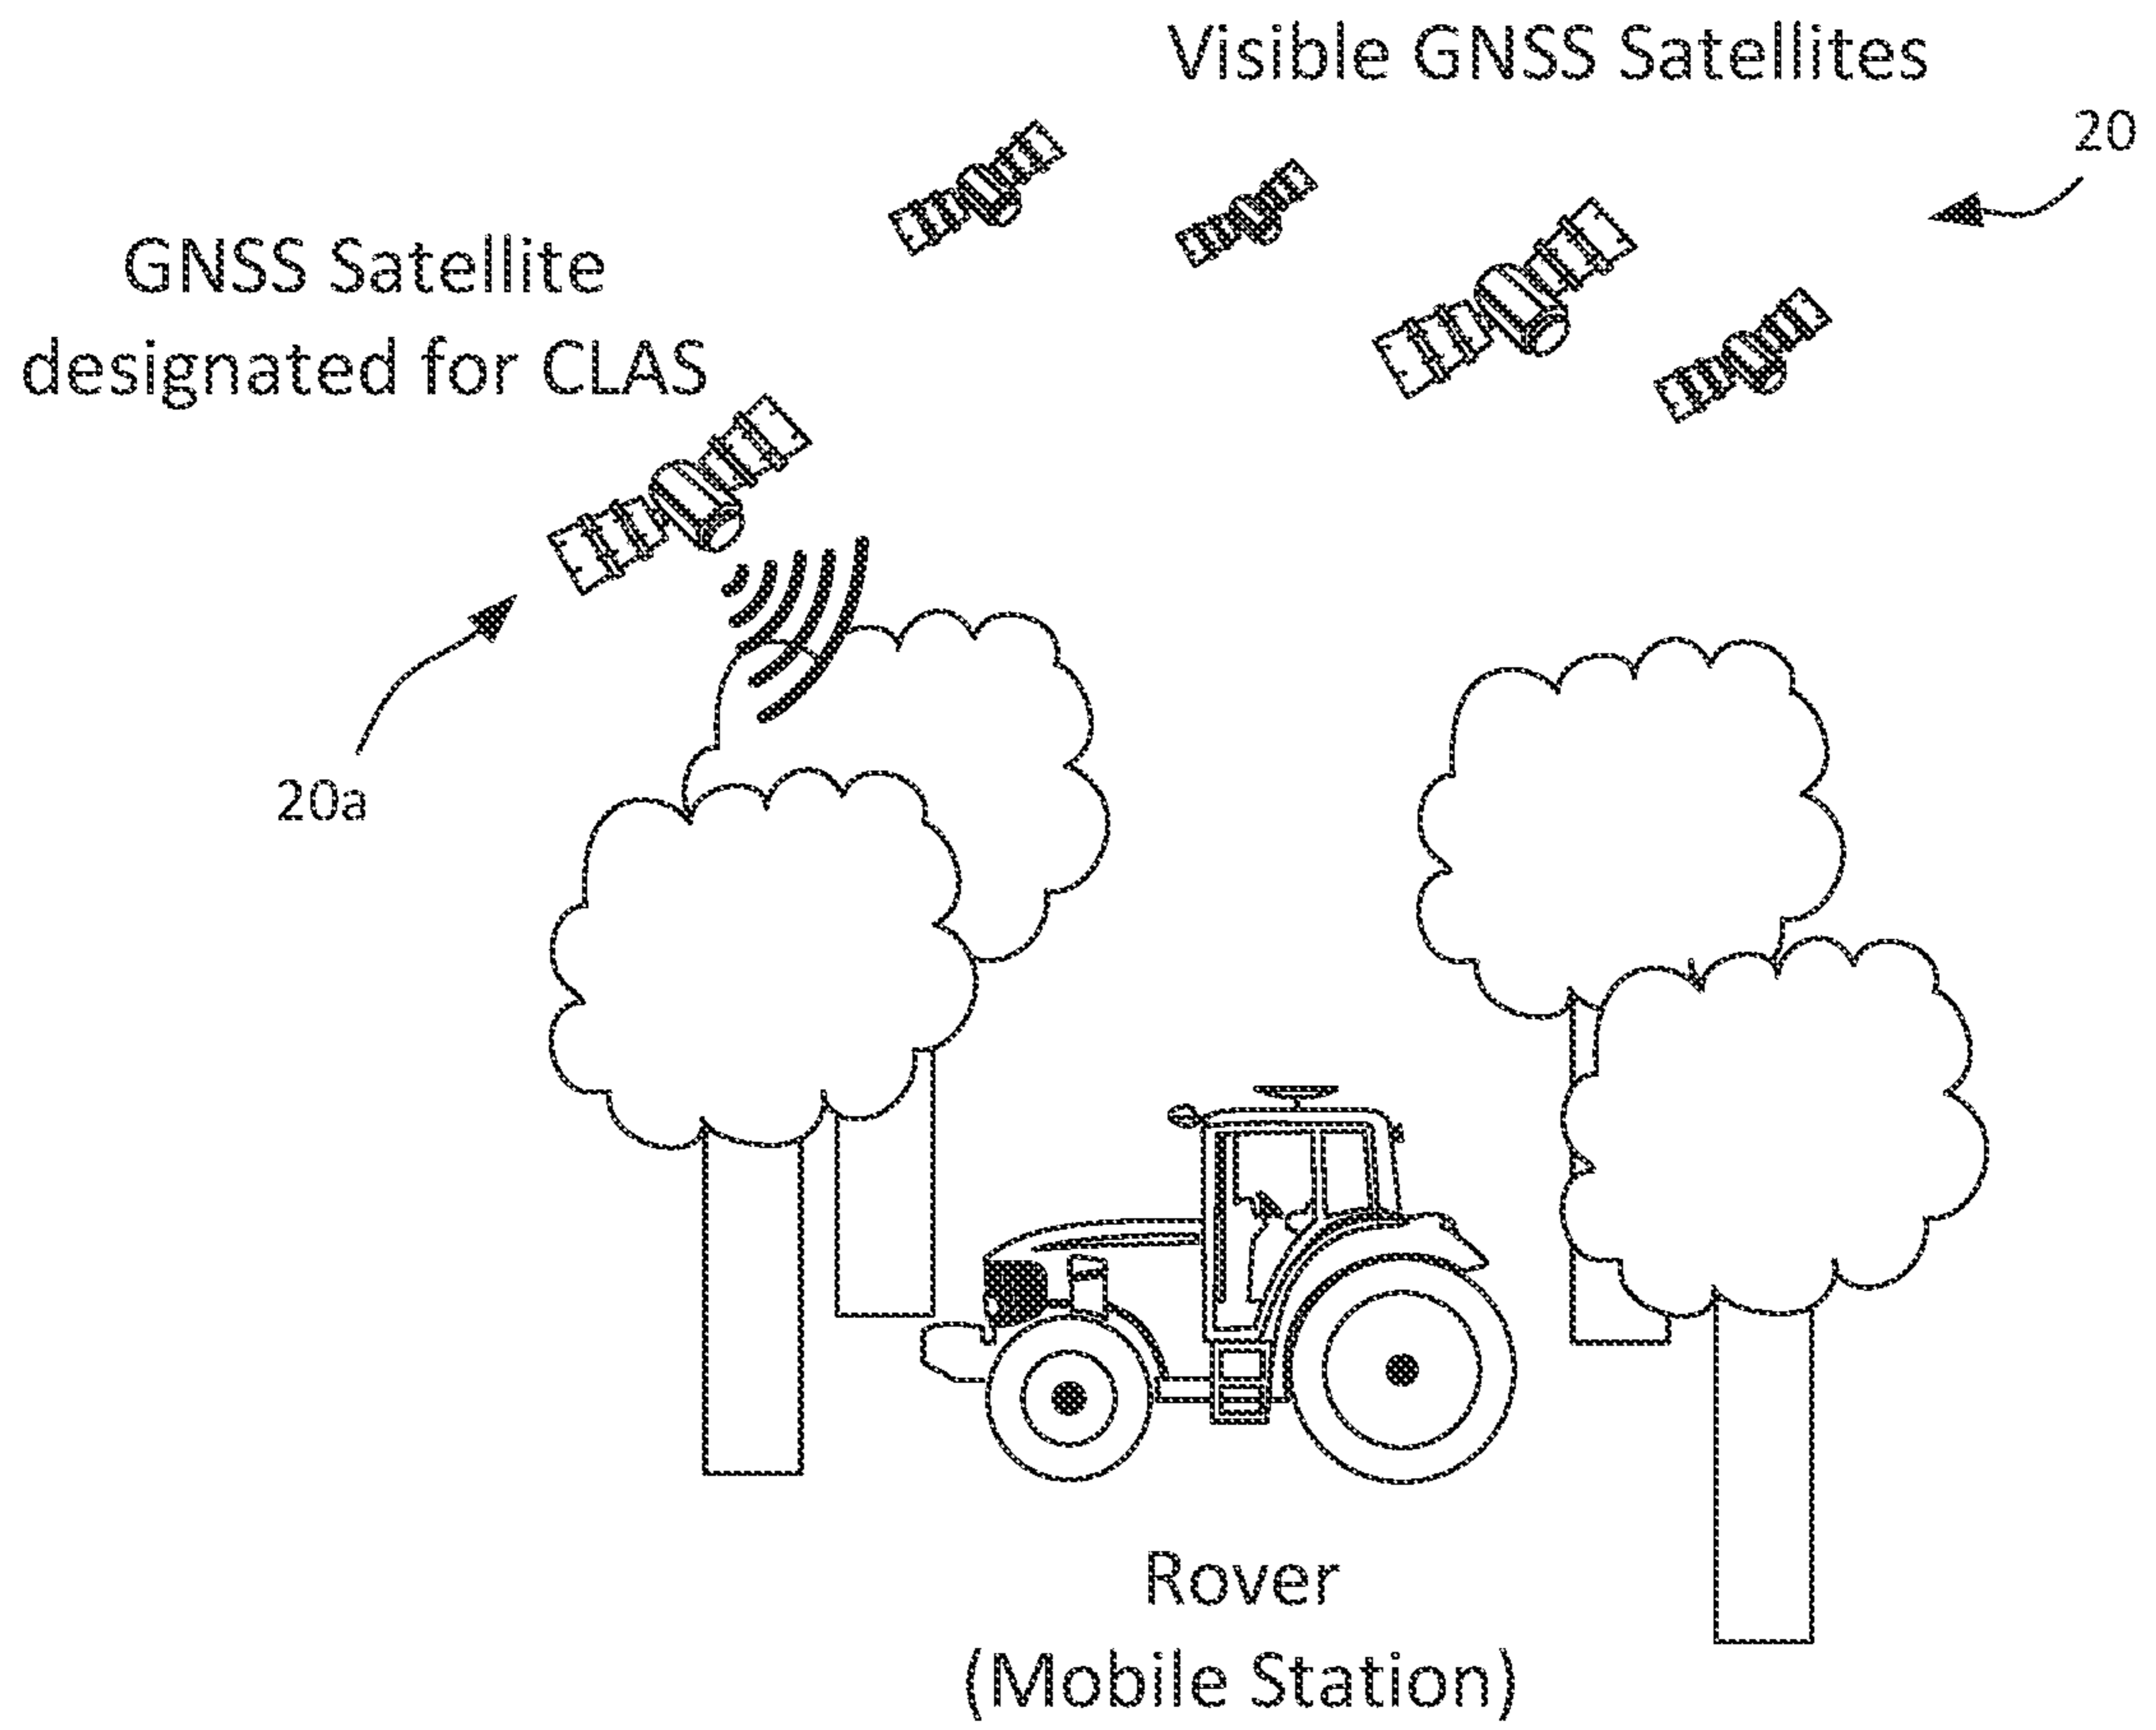 Visible GNSS Satellites
20
GNSS Satellite
designated for CLAS
20a
Rover
(Mobile Station)